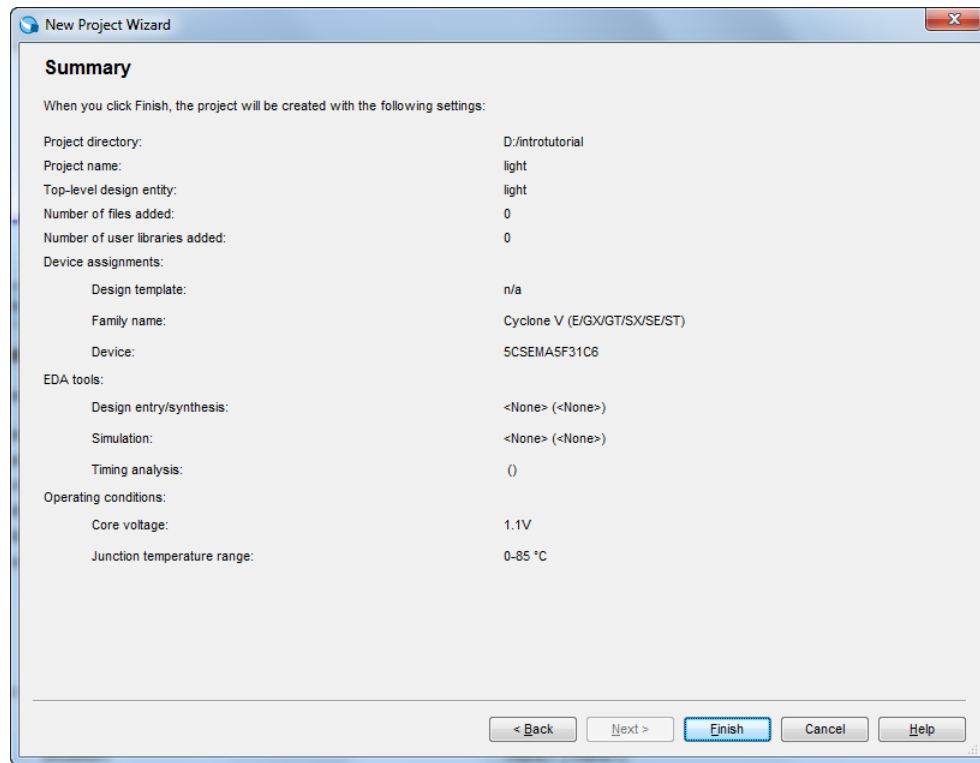 New Project Wizard
Summary
When you click Finish, the project will be created with the following settings:
Project directory: D:/introtutorial
Project name: light
Top-level design entity: light
Number of files added: 0
Number of user libraries added: 0
Device assignments:
Design template: n/a
Family name: Cyclone V (E/GX/GT/SX/SE/ST)
Device: 5CSEMA5F31C6
EDA tools:
Design entry/synthesis: <None> (<None>)
Simulation: <None> (<None>)
Timing analysis: ()
Operating conditions:
Core voltage: 1.1V
Junction temperature range: 0-85 °C
< Back Next > Finish Cancel Help